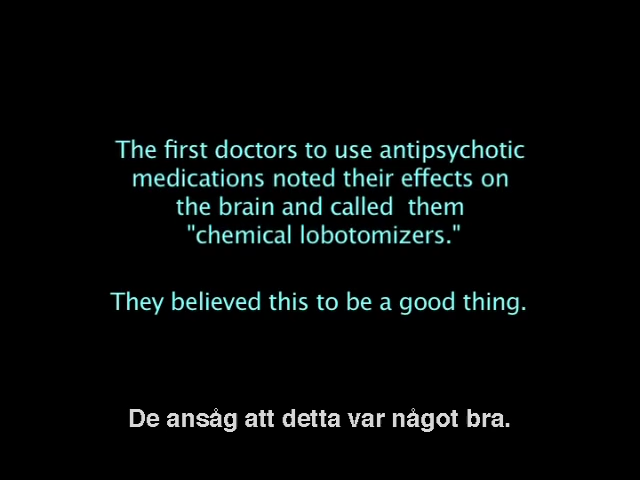 The first doctors to use antipsychotic
medications noted their effects on
the brain and called  them
"chemical lobotomizers."
They believed this to be a good thing.
De ansåg att detta var något bra.